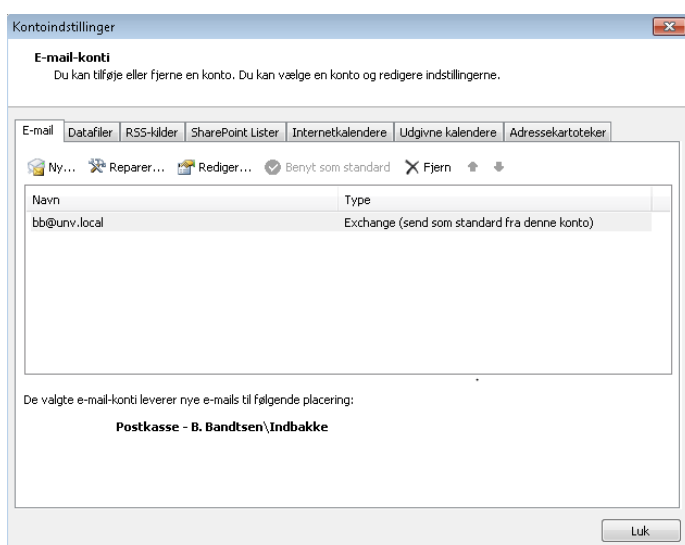 Kontoindstillinger
E-mail-konti
Du kan tilføje eller fjerne en konto. Du kan vælge en konto og redigere indstillingerne.
E-mail Datafiler RSS-kilder SharePoint Lister Internetkalendere Udgivne kalendere Adressekartoteker
Ny... Reparer... Rediger... Benyt som standard Fjern
Navn Type
bb@unv.local Exchange (send som standard fra denne konto)
De valgte e-mail-konti leverer nye e-mails til følgende placering:
Postkasse - B. Bandtsen\Indbakke
Luk